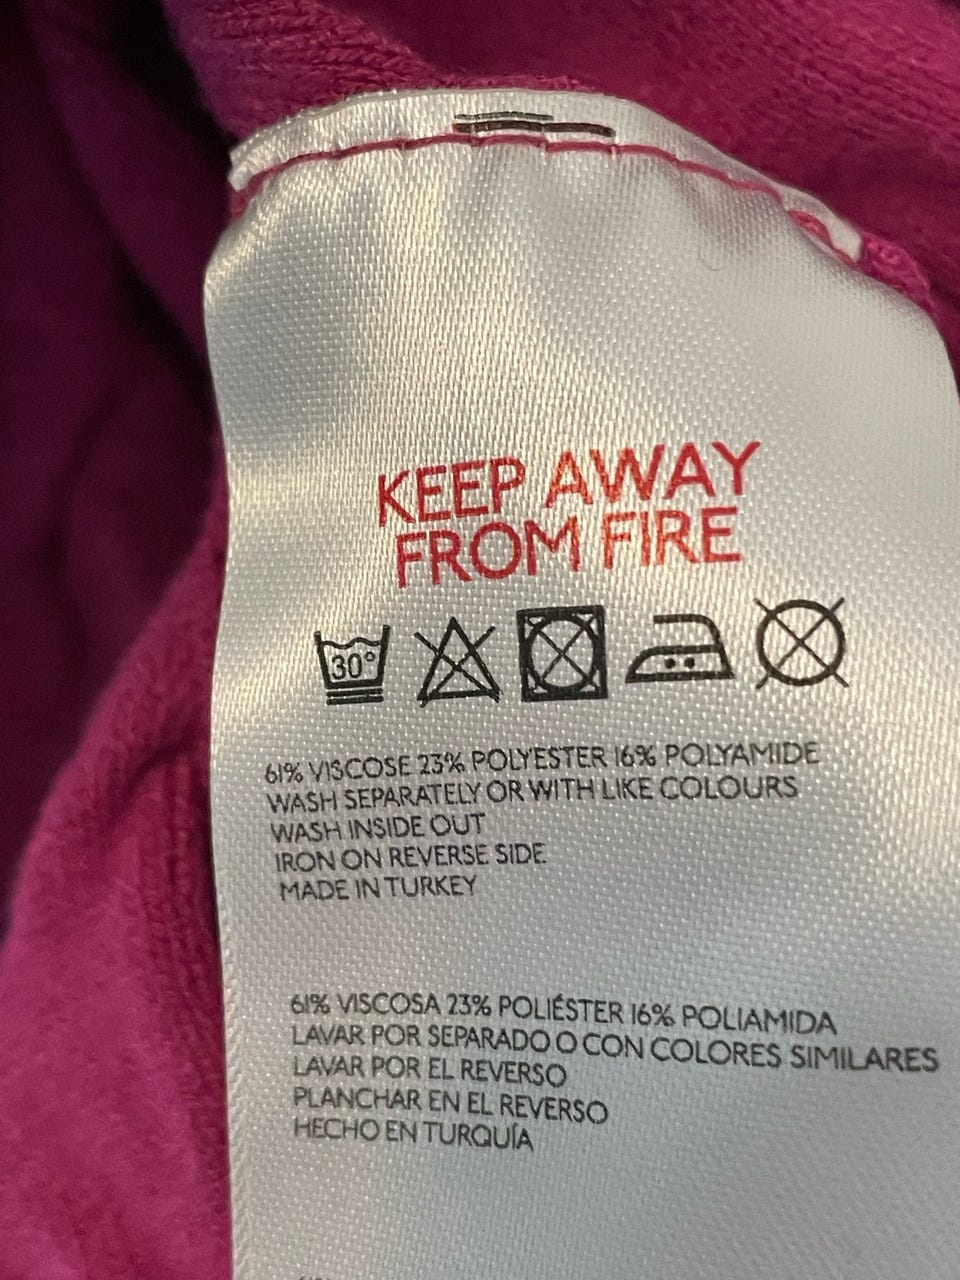 KEEP AWAY
FROM FIRE
30°
61% VISCOSE 23% POLYESTER 16% POLYAMIDE
WASH SEPARATELY OR WITH LIKE COLOURS
WASH INSIDE OUT
IRON ON REVERSE SIDE
MADE IN TURKEY
61% VISCOSA 23% POLIÉSTER 16% POLIAMIDA
LAVAR POR SEPARADO O CON COLORES SIMILARES
LAVAR POR EL REVERSO
PLANCHAR EN EL REVERSO
HECHO EN TURQUÍA